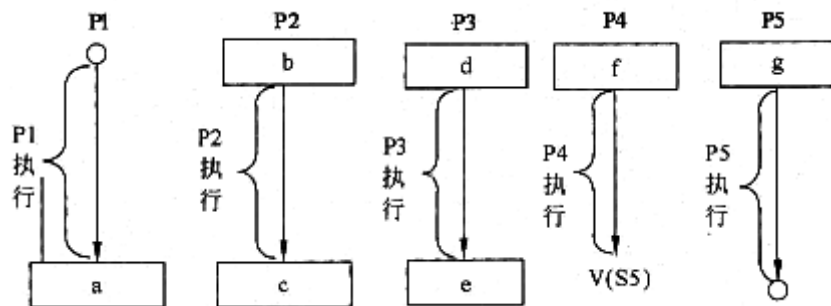 P1 P2 P3 P4 P5
b d f g
P1 执行
P2 执行
P3 执行
P4 执行
P5 执行
V(S5)
a c e